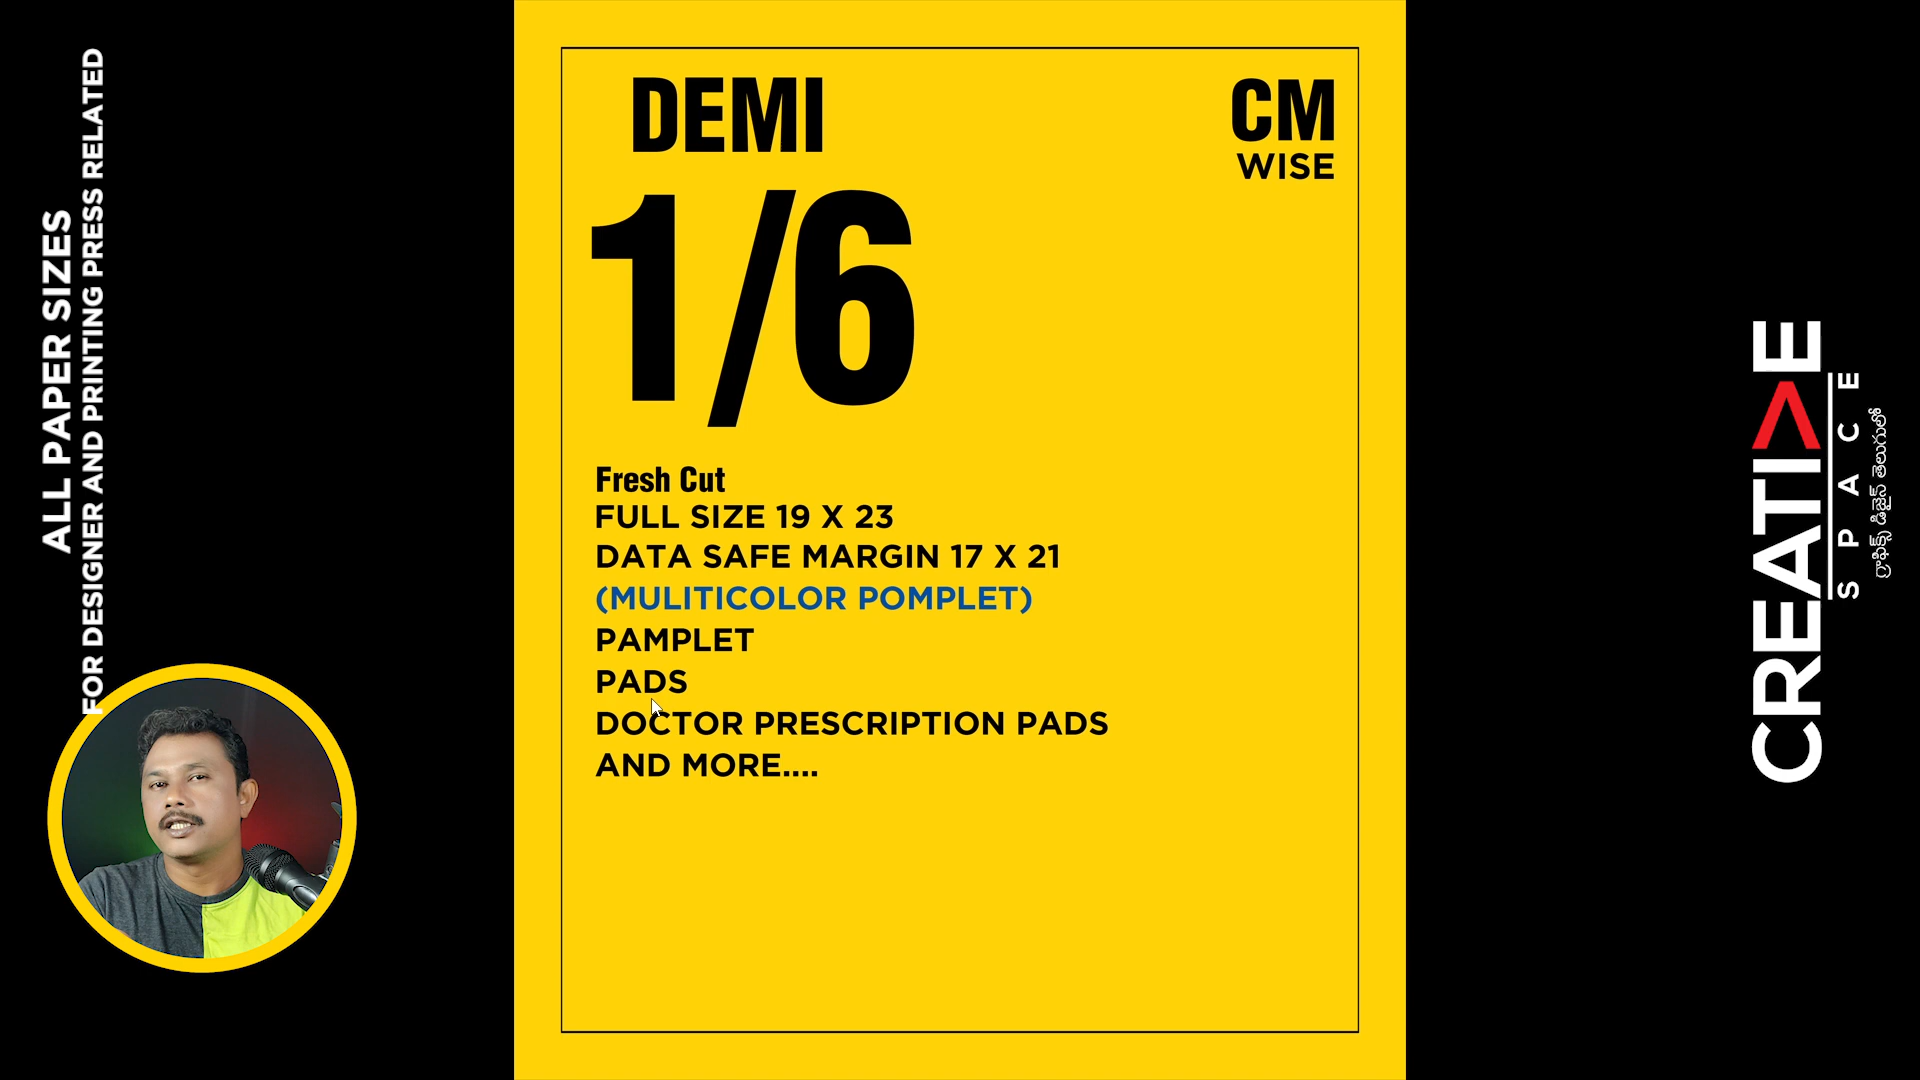 ALL PAPER SIZES
FOR DESIGNER AND PRINTING PRESS RELATED
DEMI
1/6
CM
WISE
Fresh Cut
FULL SIZE 19 X 23
DATA SAFE MARGIN 17 X 21
(MULITICOLOR POMPLET)
PAMPLET
PADS
DOCTOR PRESCRIPTION PADS
AND MORE....
CREATIVE
SPACE
గ్రాఫిక్స్ డిజైన్ తెలుగులో